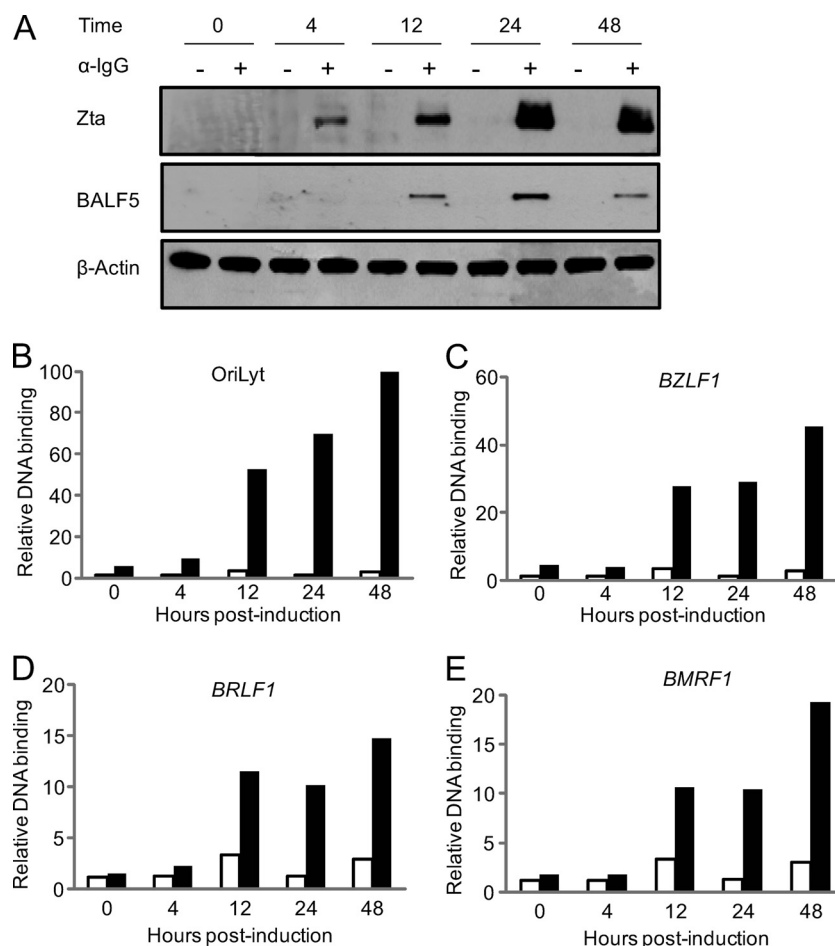 A
Time 0 4 12 24 48
α-IgG - + - + - + - + - +
Zta
BALF5
β-Actin
B
OriLyt
Relative DNA binding
100
80
60
40
20
0
0 4 12 24 48
Hours post-induction
C
BZLF1
Relative DNA binding
60
40
20
0
0 4 12 24 48
Hours post-induction
D
BRLF1
Relative DNA binding
20
15
10
5
0
0 4 12 24 48
Hours post-induction
E
BMRF1
Relative DNA binding
20
15
10
5
0
0 4 12 24 48
Hours post-induction